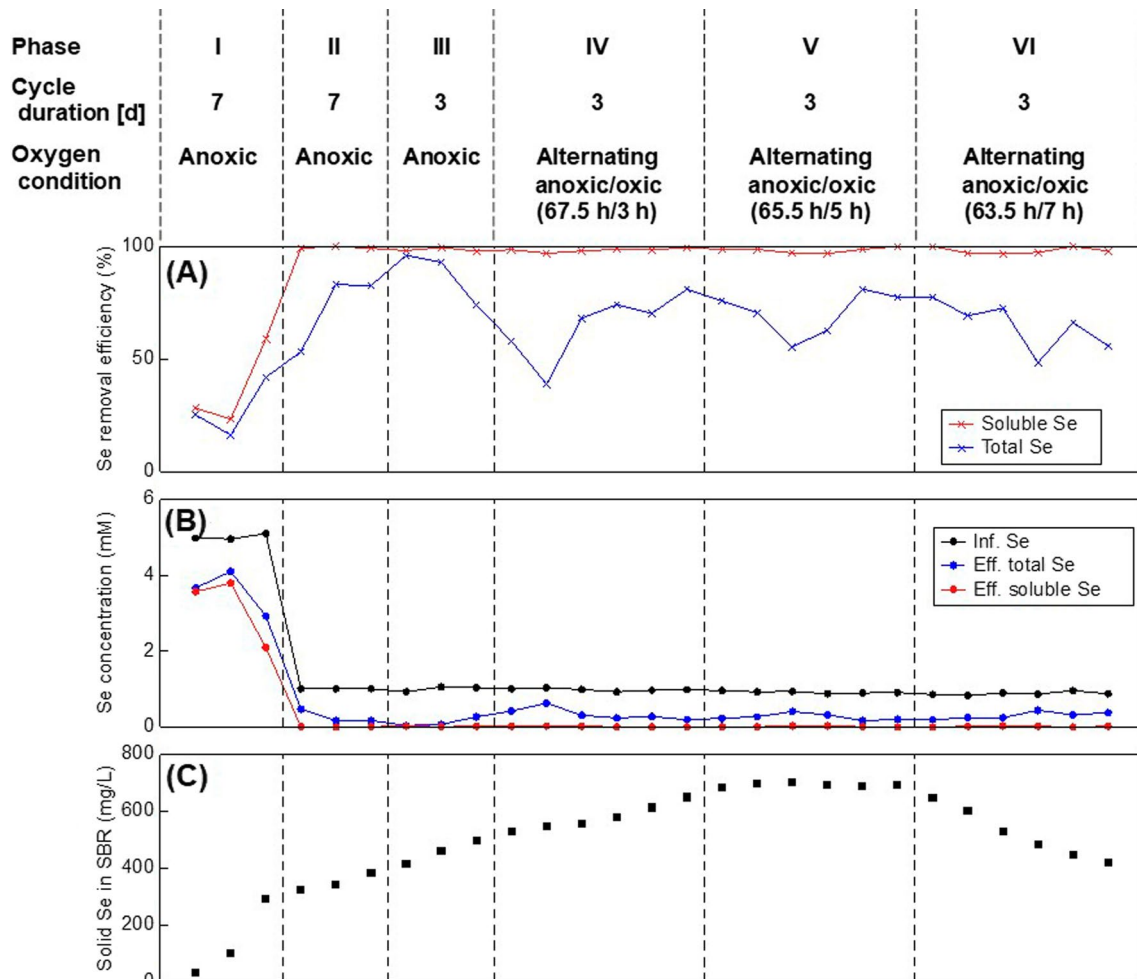 Phase I II III IV V VI
Cycle
duration [d] 7 7 3 3 3 3
Oxygen
condition Anoxic Anoxic Anoxic Alternating Alternating Alternating
anoxic/oxic anoxic/oxic anoxic/oxic
(67.5 h/3 h) (65.5 h/5 h) (63.5 h/7 h)
(A)
Se removal efficiency (%)
100
50
0
Soluble Se
Total Se
(B)
Se concentration (mM)
6
4
2
0
Inf. Se
Eff. total Se
Eff. soluble Se
(C)
Solid Se in SBR (mg/L)
800
600
400
200
0